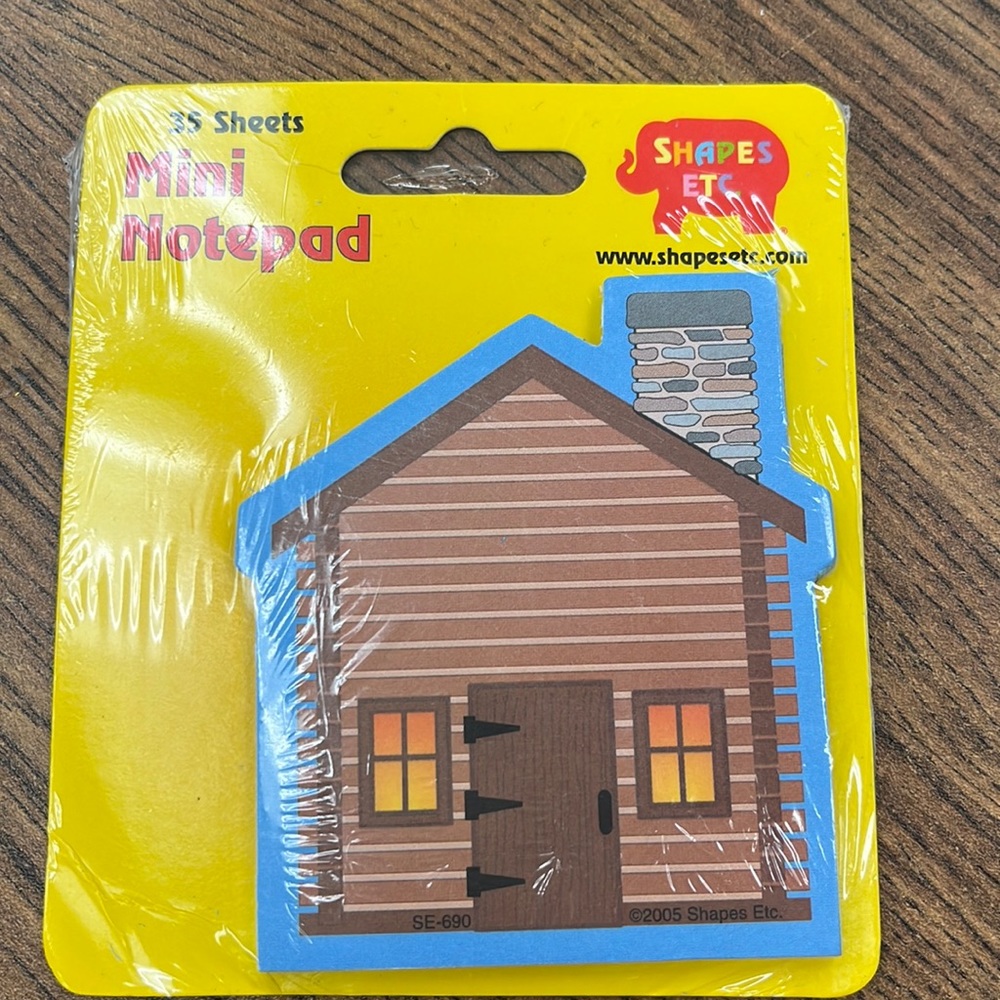 35 Sheets
Mini
Notepad
SHAPES
ETC.
www.shapesetc.com
SE-690
©2005 Shapes Etc.